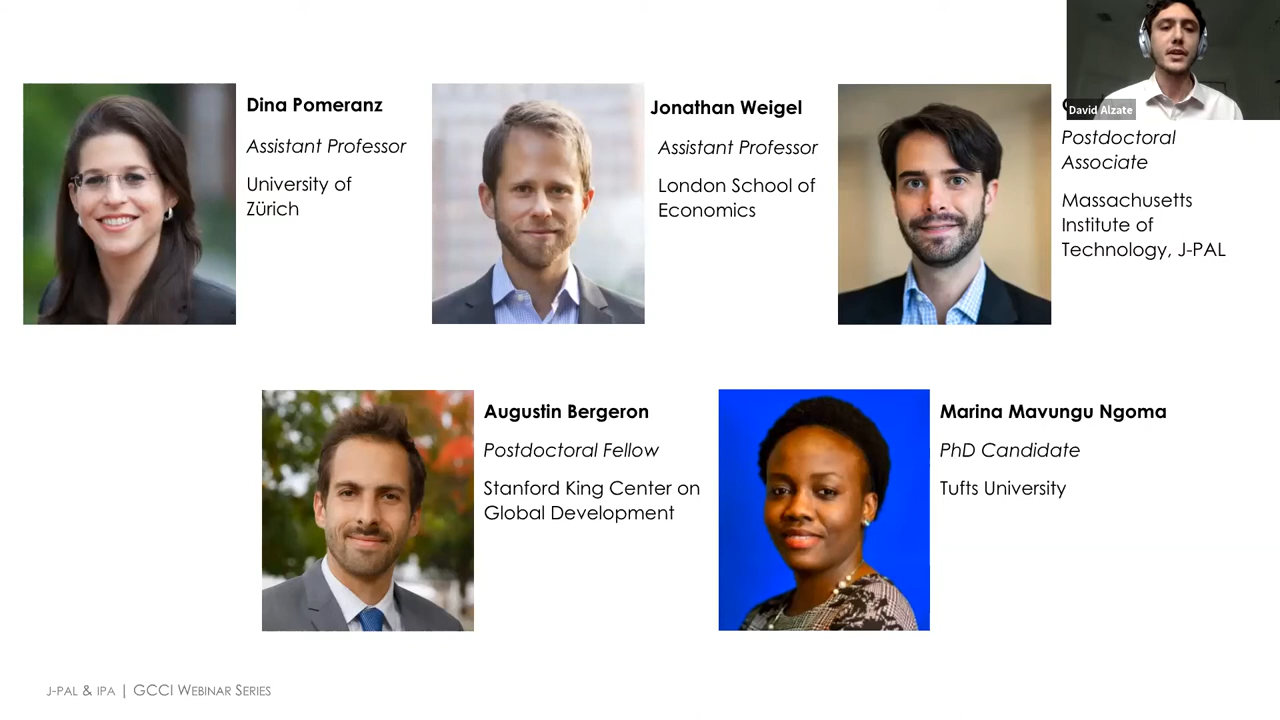 Dina Pomeranz
Assistant Professor
University of
Zürich
Jonathan Weigel
Assistant Professor
London School of
Economics
David Alzate
Postdoctoral
Associate
Massachusetts
Institute of
Technology, J-PAL
Augustin Bergeron
Postdoctoral Fellow
Stanford King Center on
Global Development
Marina Mavungu Ngoma
PhD Candidate
Tufts University
J-PAL & IPA | GCCI WEBINAR SERIES